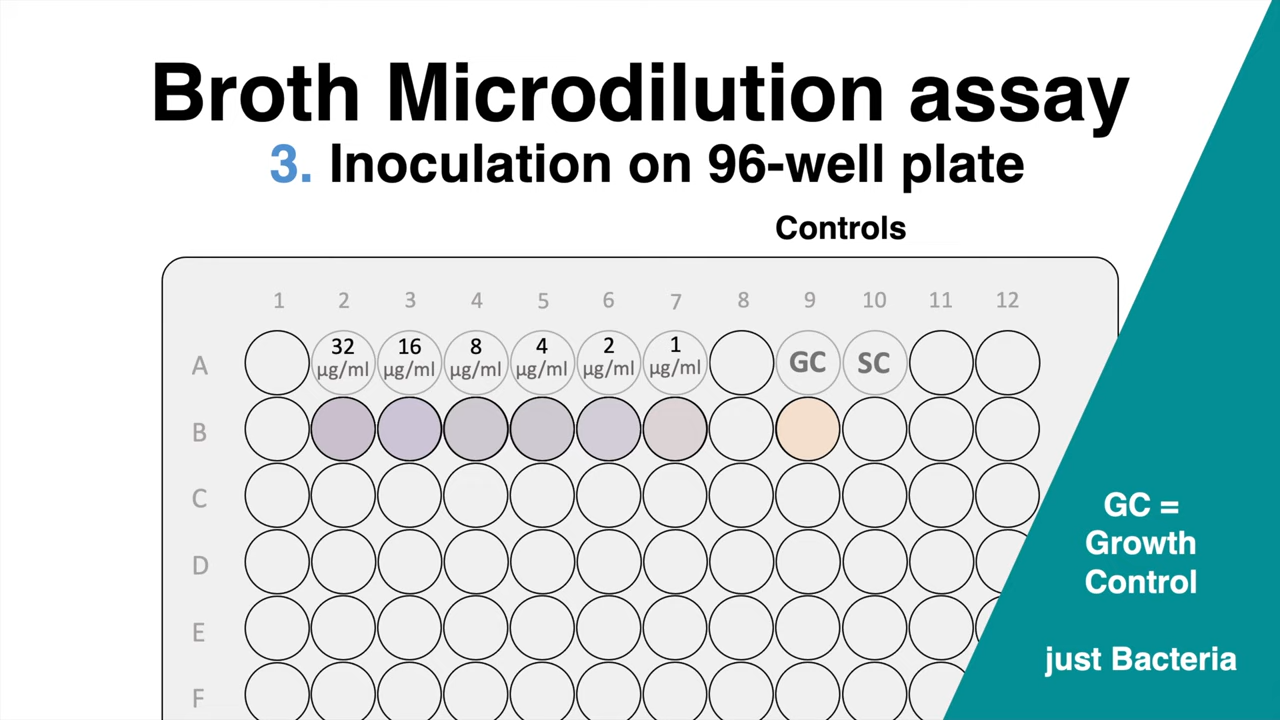 Broth Microdilution assay
3. Inoculation on 96-well plate
Controls
1 2 3 4 5 6 7 8 9 10 11 12
A 32 µg/ml 16 µg/ml 8 µg/ml 4 µg/ml 2 µg/ml 1 µg/ml GC SC
B
C
D
E
F
GC =
Growth
Control
just Bacteria